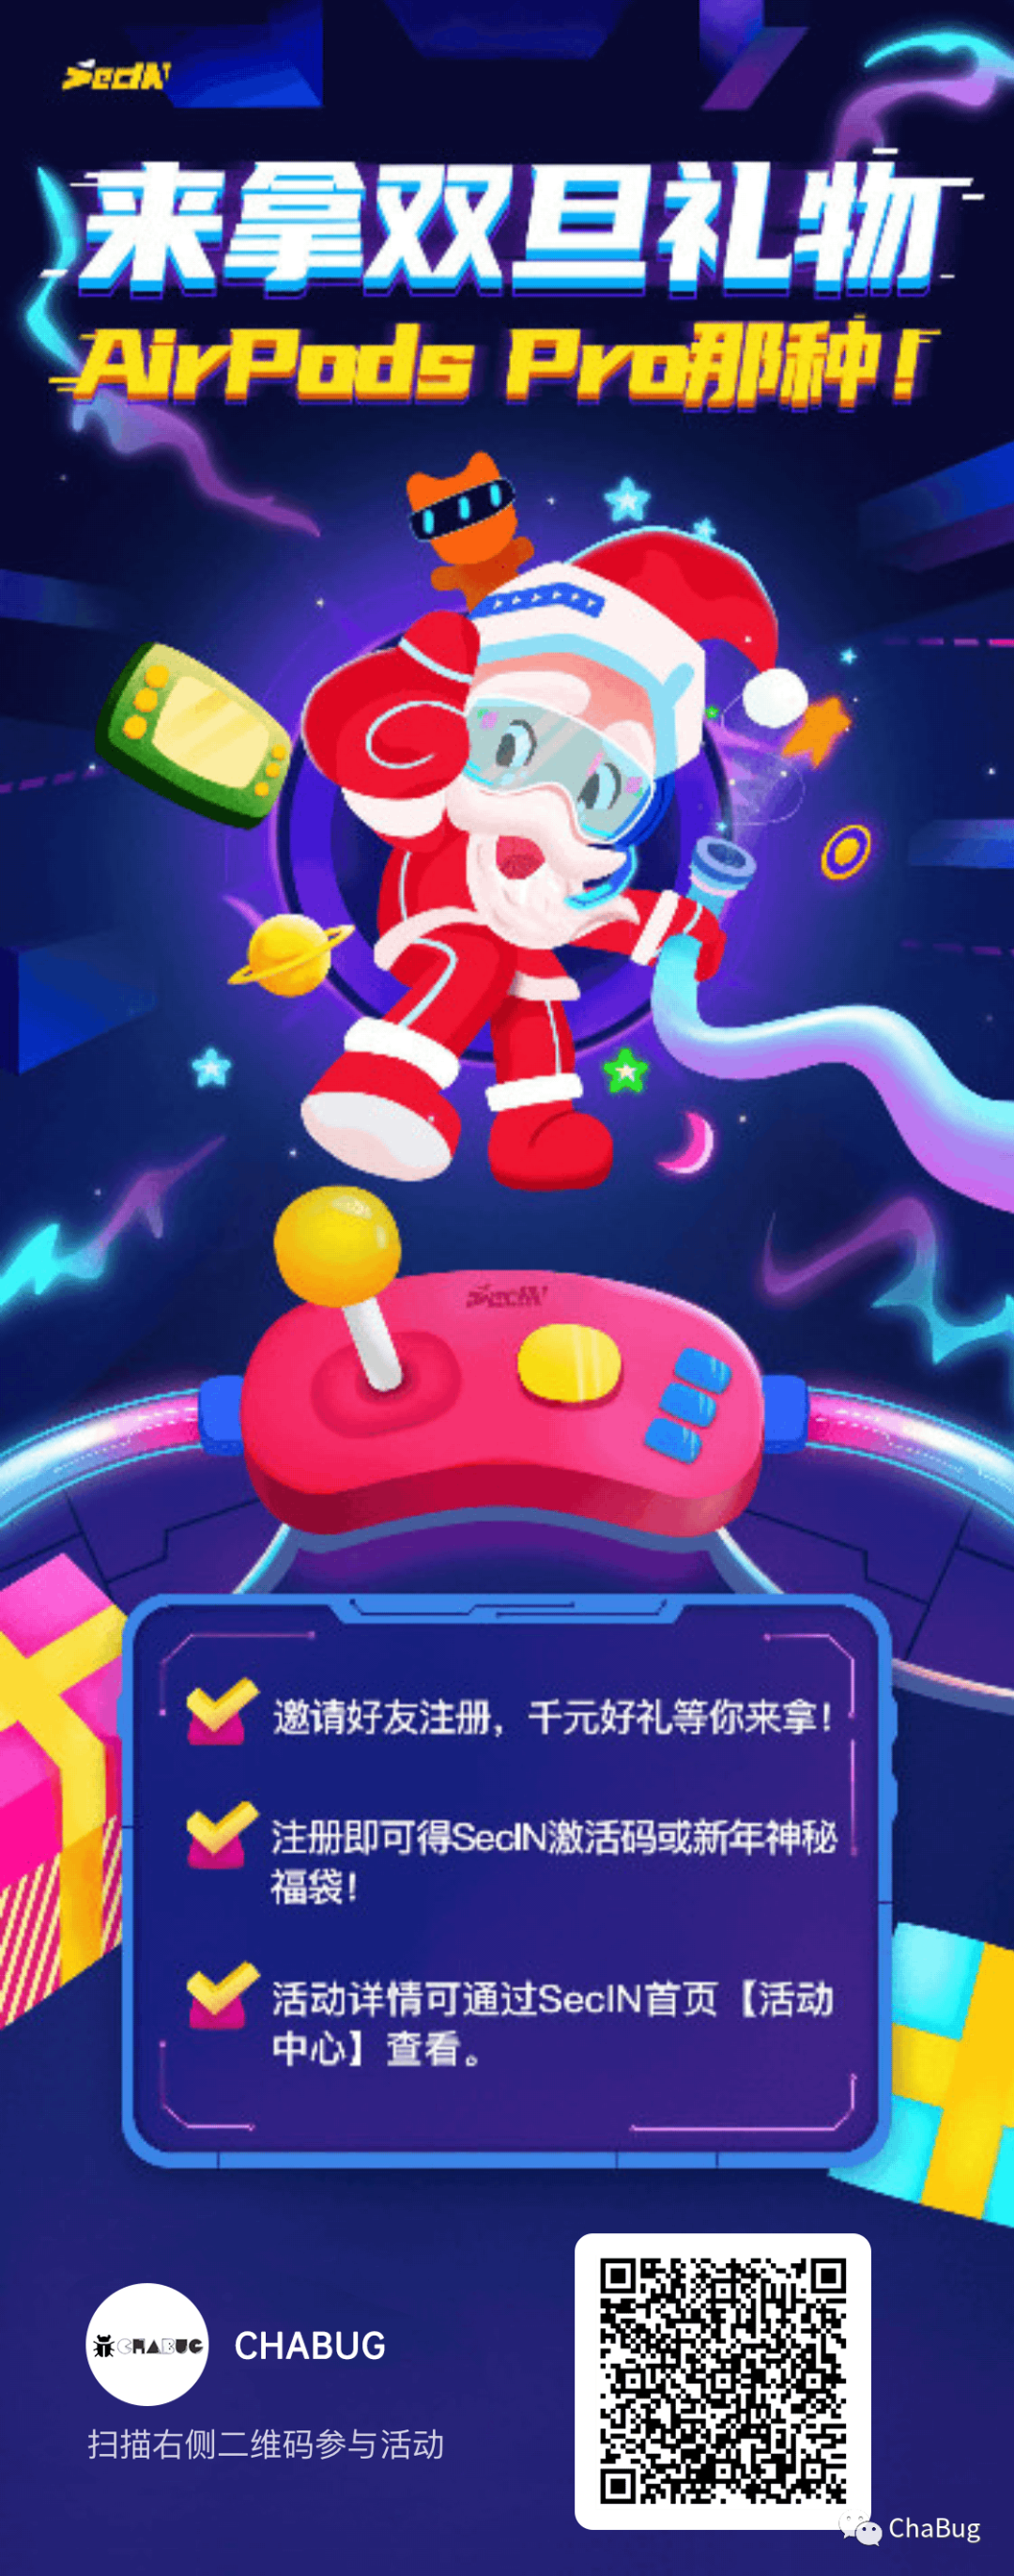 SecIN
来拿双旦礼物
AirPods Pro那种！
SecIN
邀请好友注册，千元好礼等你来拿！
注册即可得SecIN激活码或新年神秘
福袋！
活动详情可通过SecIN首页【活动
中心】查看。
CHABUG
CHABUG
扫描右侧二维码参与活动
ChaBug